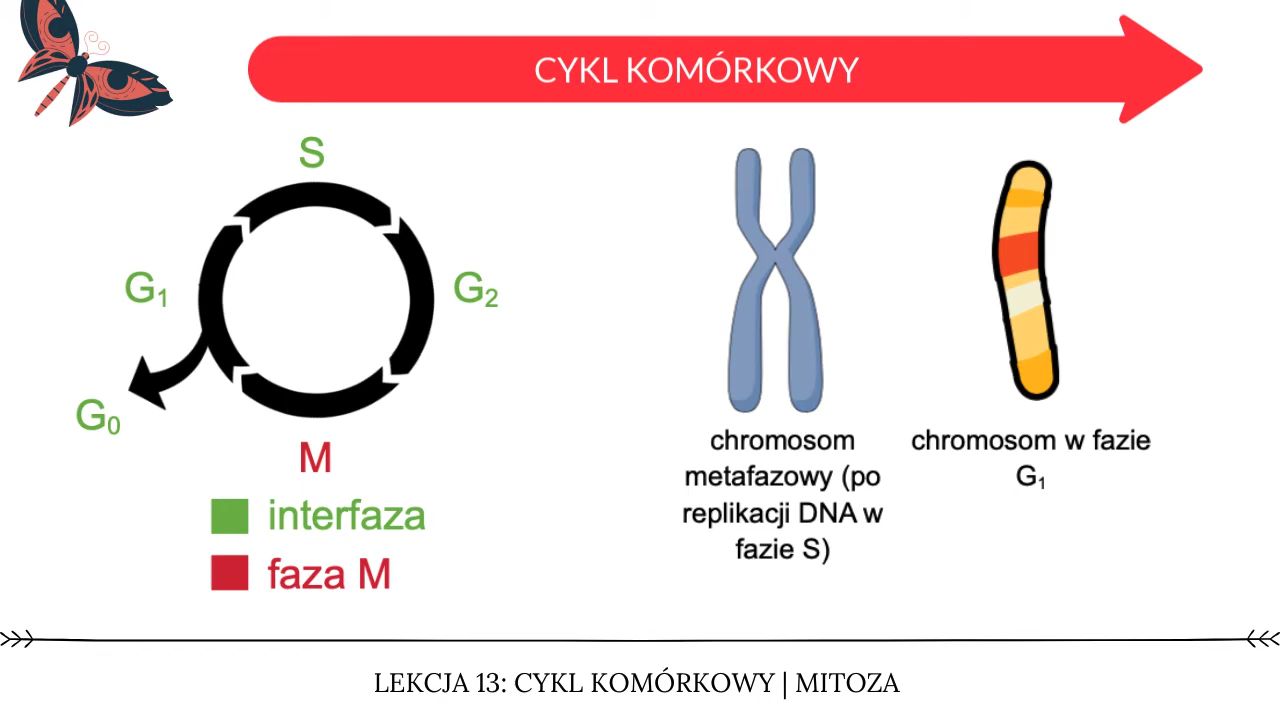 CYKL KOMÓRKOWY
S
G₁
G₂
G₀
M
interfaza
faza M
chromosom
metafazowy (po
replikacji DNA w
fazie S)
chromosom w fazie
G₁
LEKCJA 13: CYKL KOMÓRKOWY | MITOZA